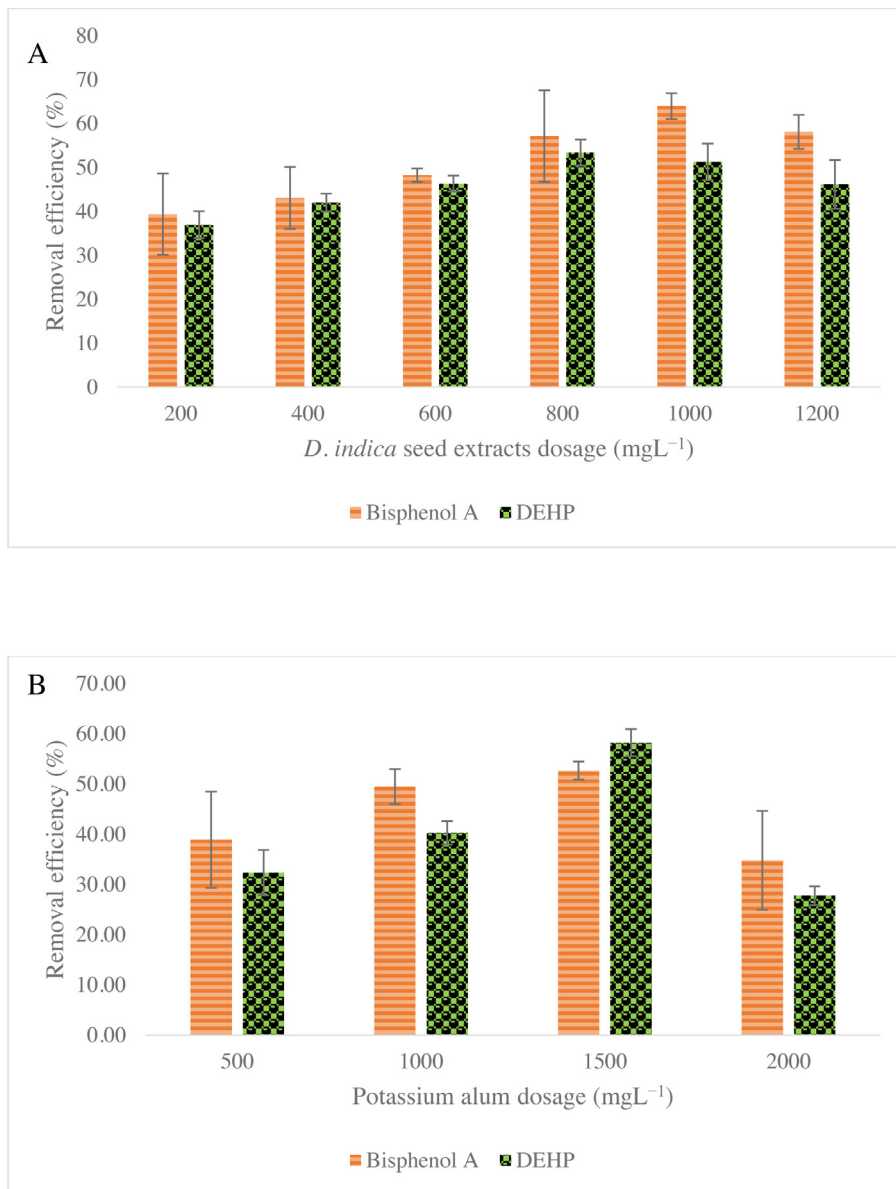 A
80
70
60
50
40
30
20
10
0
Removal efficiency (%)
200 400 600 800 1000 1200
D. indica seed extracts dosage (mgL⁻¹)
Bisphenol A DEHP
B
70.00
60.00
50.00
40.00
30.00
20.00
10.00
0.00
Removal efficiency (%)
500 1000 1500 2000
Potassium alum dosage (mgL⁻¹)
Bisphenol A DEHP